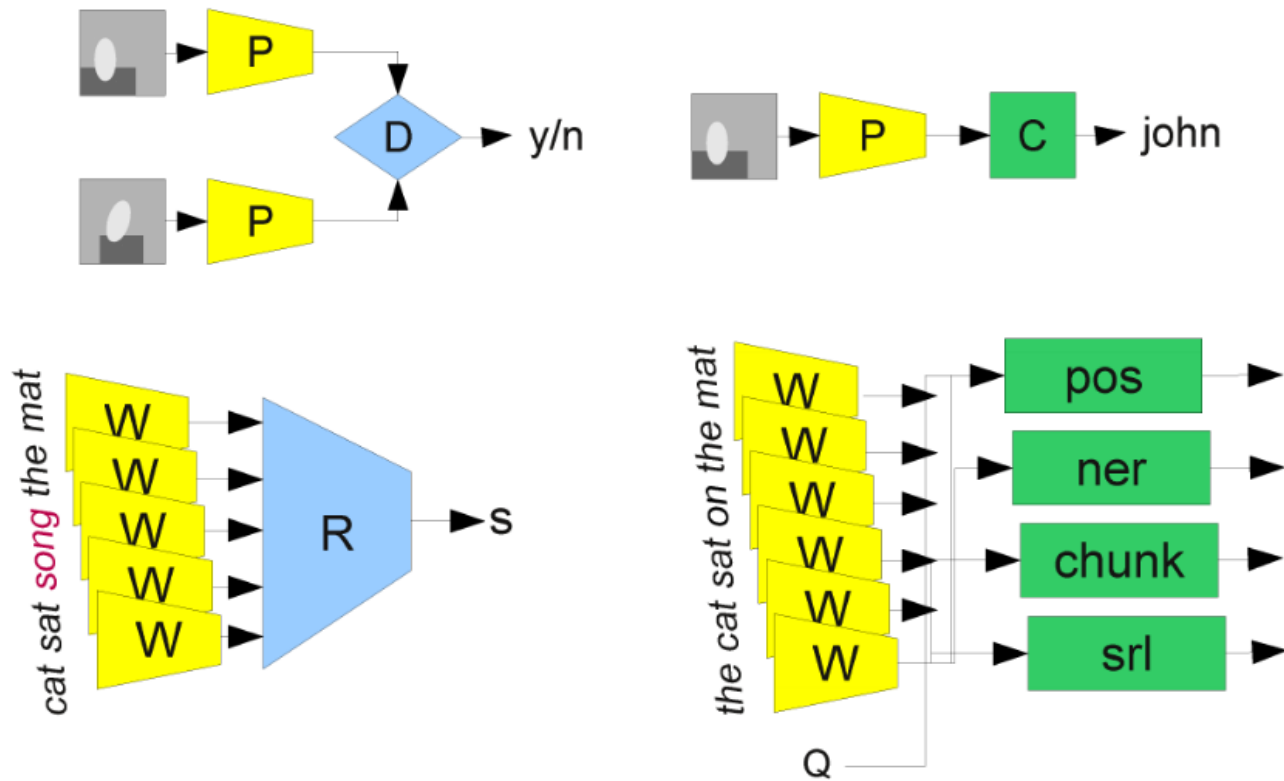 P
D
y/n
P
P
C
john
cat sat song the mat
W
W
W
W
W
R
s
the cat sat on the mat
W
W
W
W
W
W
pos
ner
chunk
srl
Q